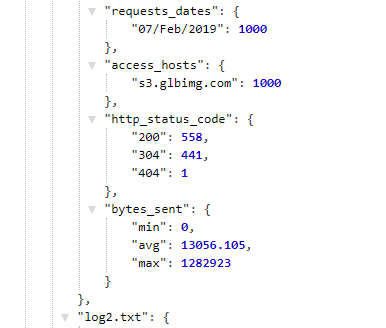 "requests_dates": {
"07/Feb/2019": 1000
},
"access_hosts": {
"s3.glbimg.com": 1000
},
"http_status_code": {
"200": 558,
"304": 441,
"404": 1
},
"bytes_sent": {
"min": 0,
"avg": 13056.105,
"max": 1282923
}
},
"log2.txt": {